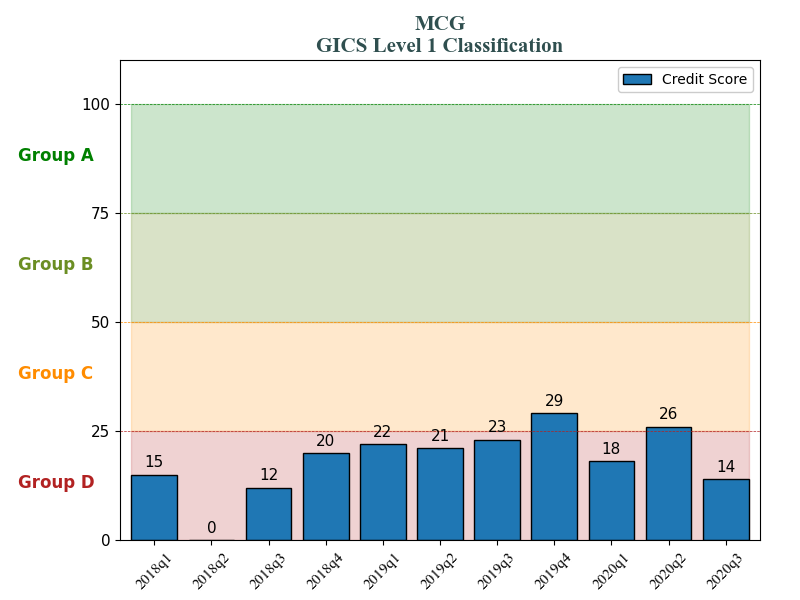 MCG
GICS Level 1 Classification
Credit Score
100
Group A
75
Group B
50
Group C
29
26
25
23
22
21
20
18
15
14
12
Group D
0
0
2018q1
2018q2
2018q3
2018q4
2019q1
2019q2
2019q3
2019q4
2020q1
2020q2
2020q3